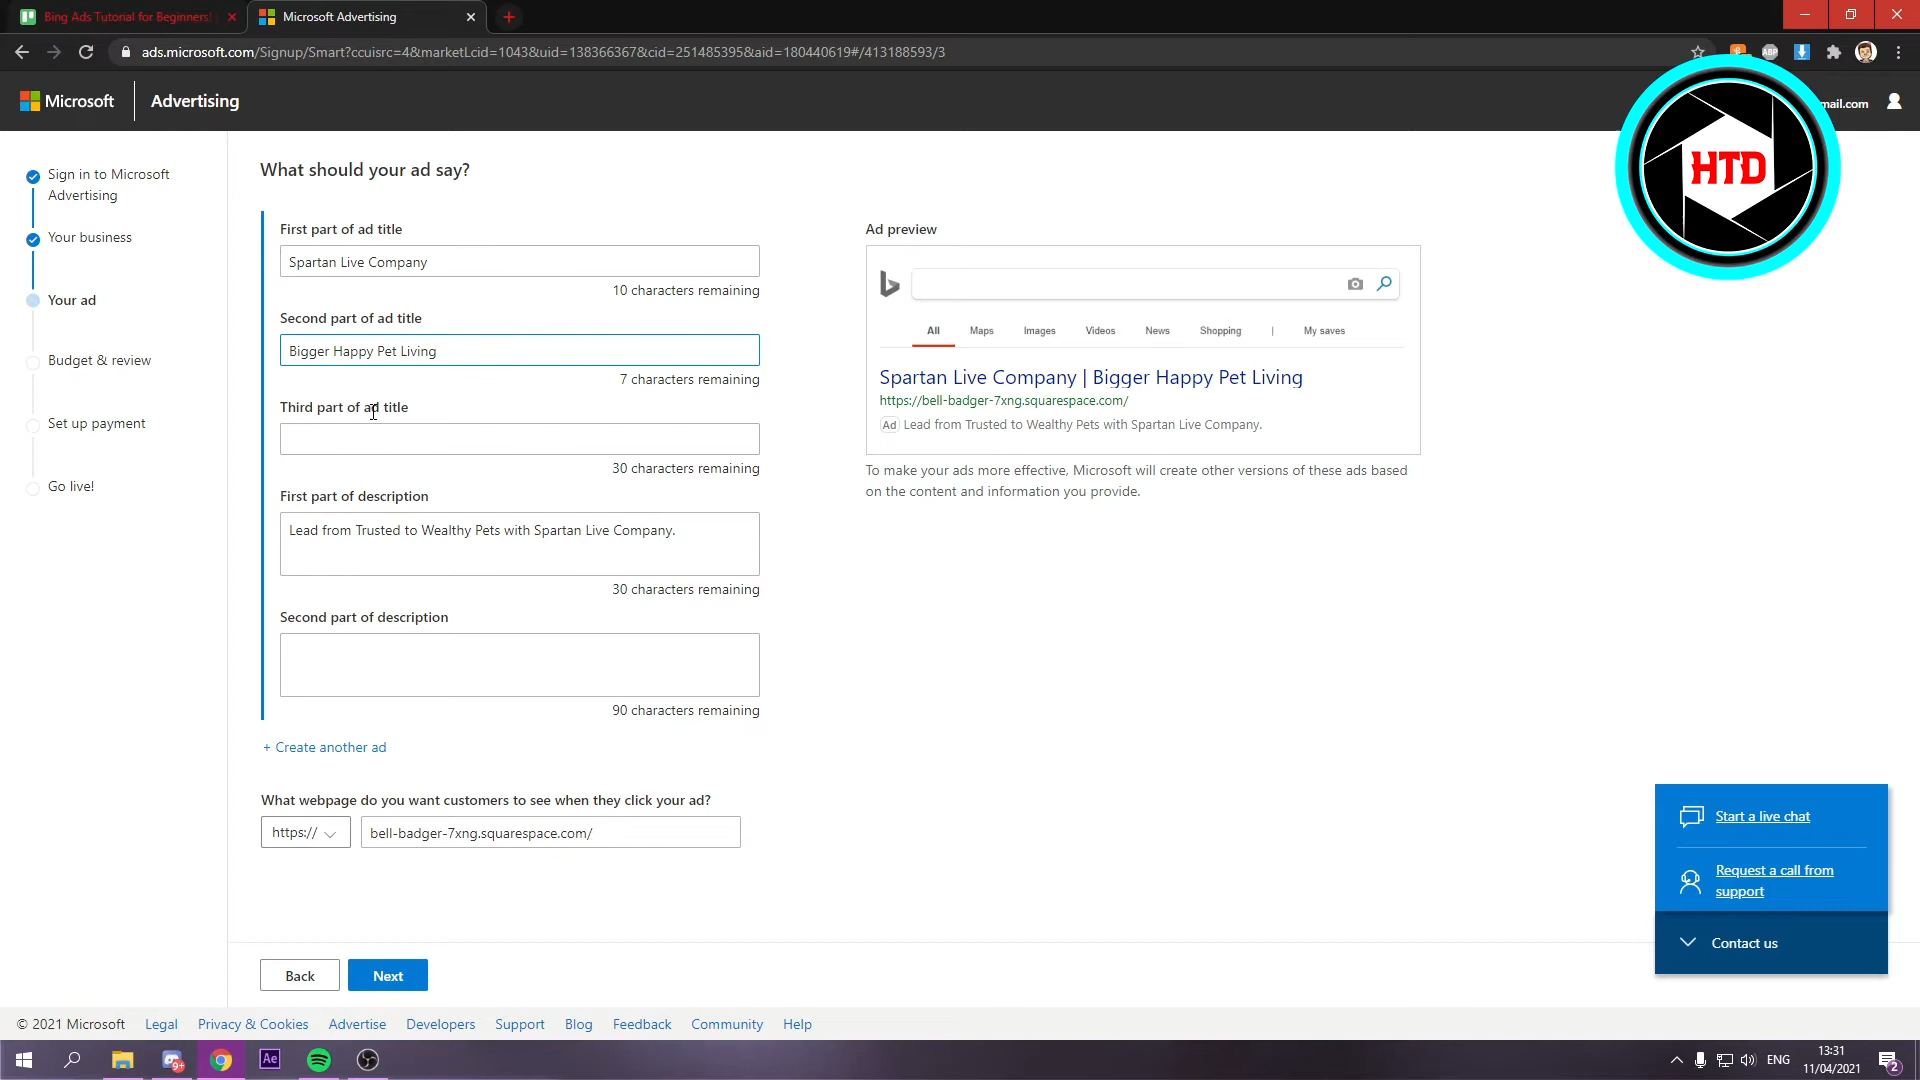 Bing Ads Tutorial for Beginners!
Microsoft Advertising
ads.microsoft.com/Signup/Smart?ccuisrc=4&marketLcid=1043&uid=138366367&cid=251485395&aid=180440619#/413188593/3
ABP
Microsoft
Advertising
mail.com
HTD
Sign in to Microsoft
Advertising
Your business
Your ad
Budget & review
Set up payment
Go live!
What should your ad say?
First part of ad title
Spartan Live Company
10 characters remaining
Second part of ad title
Bigger Happy Pet Living
7 characters remaining
Third part of ad title
30 characters remaining
First part of description
Lead from Trusted to Wealthy Pets with Spartan Live Company.
30 characters remaining
Second part of description
90 characters remaining
+ Create another ad
What webpage do you want customers to see when they click your ad?
https://
bell-badger-7xng.squarespace.com/
Ad preview
All Maps Images Videos News Shopping | My saves
Spartan Live Company | Bigger Happy Pet Living
https://bell-badger-7xng.squarespace.com/
Ad Lead from Trusted to Wealthy Pets with Spartan Live Company.
To make your ads more effective, Microsoft will create other versions of these ads based
on the content and information you provide.
Start a live chat
Request a call from
support
Contact us
Back
Next
© 2021 Microsoft Legal Privacy & Cookies Advertise Developers Support Blog Feedback Community Help
9+
Ae
ENG
13:31
11/04/2021
2